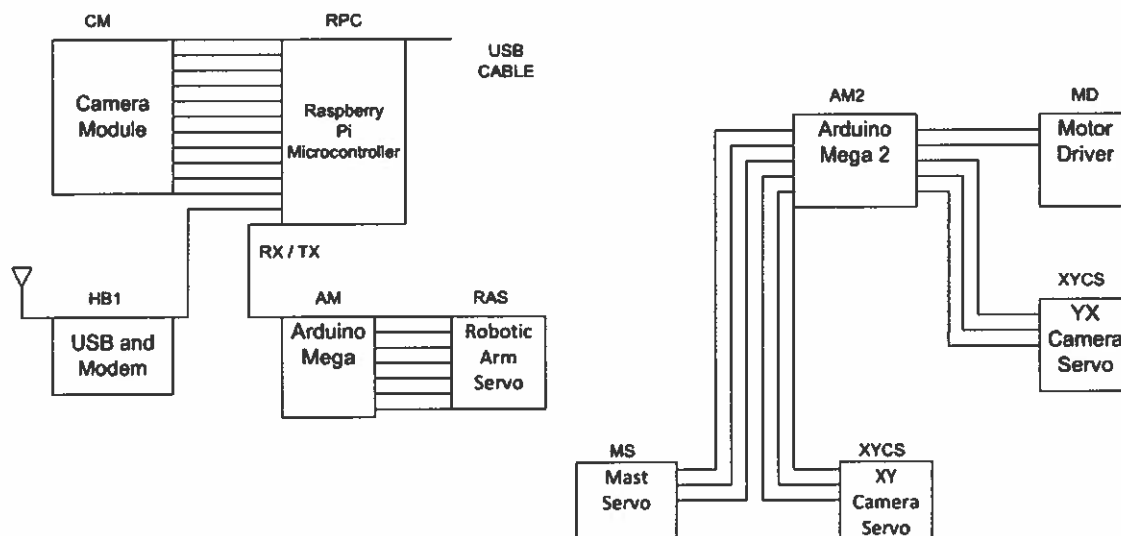 CM
RPC
USB
CABLE
Camera
Module
Raspberry
Pi
Microcontroller
RX / TX
HB1
USB and
Modem
AM
Arduino
Mega
RAS
Robotic
Arm
Servo
AM2
Arduino
Mega 2
MD
Motor
Driver
XYCS
YX
Camera
Servo
MS
Mast
Servo
XYCS
XY
Camera
Servo